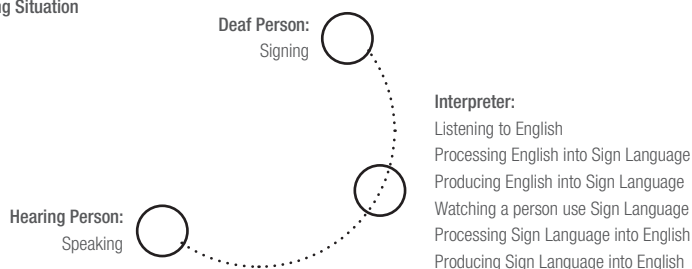 Situation
Deaf Person:
Signing
Interpreter:
Listening to English
Processing English into Sign Language
Producing English into Sign Language
Watching a person use Sign Language
Processing Sign Language into English
Producing Sign Language into English
Hearing Person:
Speaking